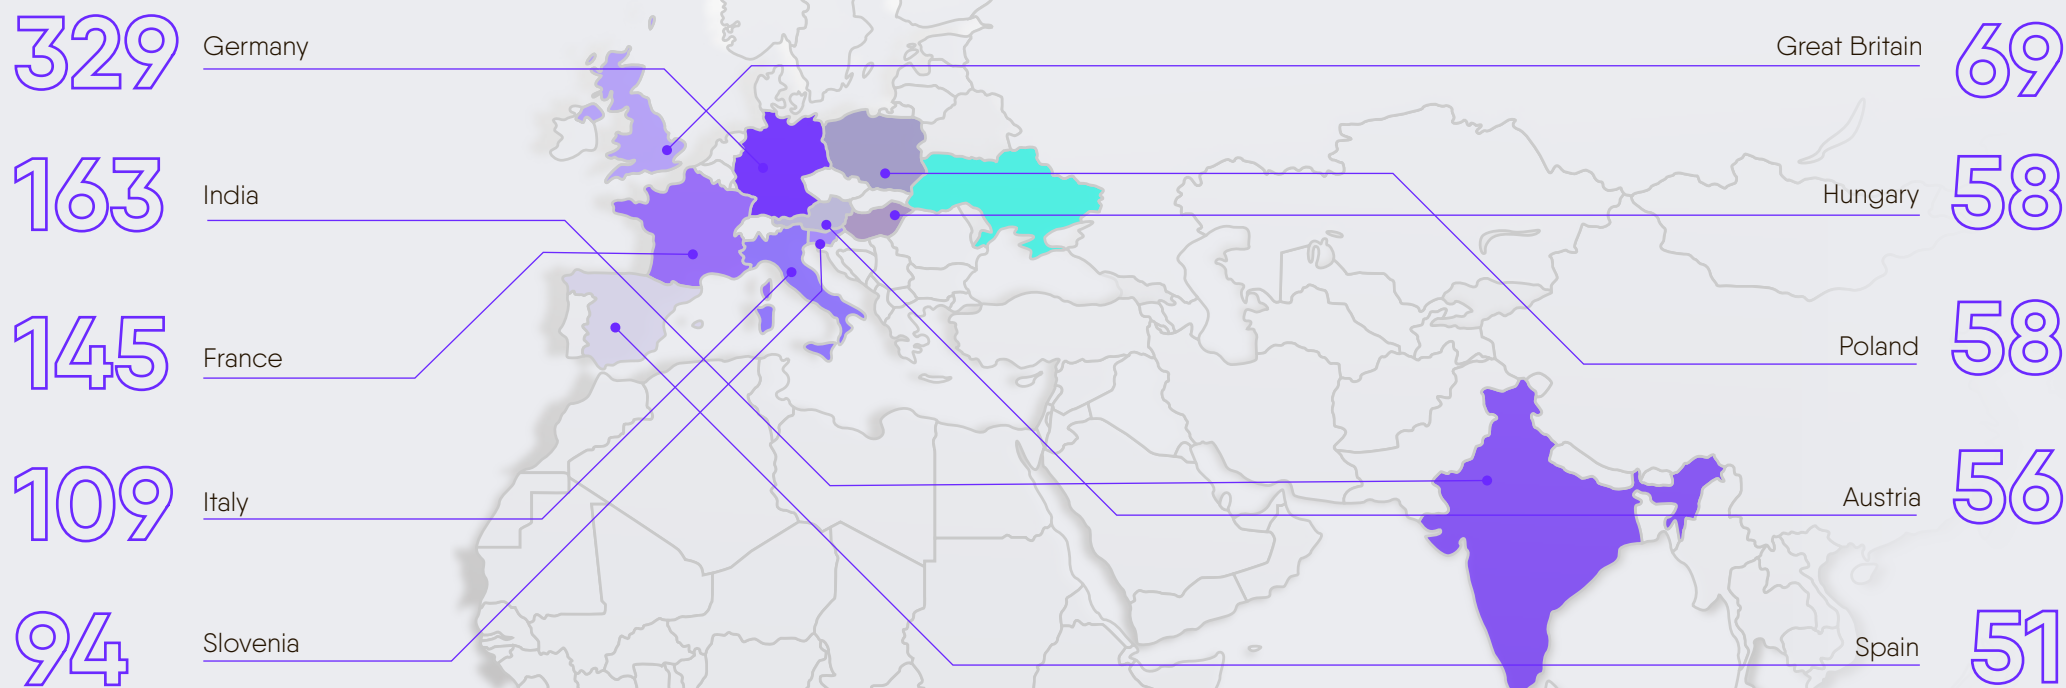 329 Germany
163 India
145 France
109 Italy
94 Slovenia
Great Britain 69
Hungary 58
Poland 58
Austria 56
Spain 51